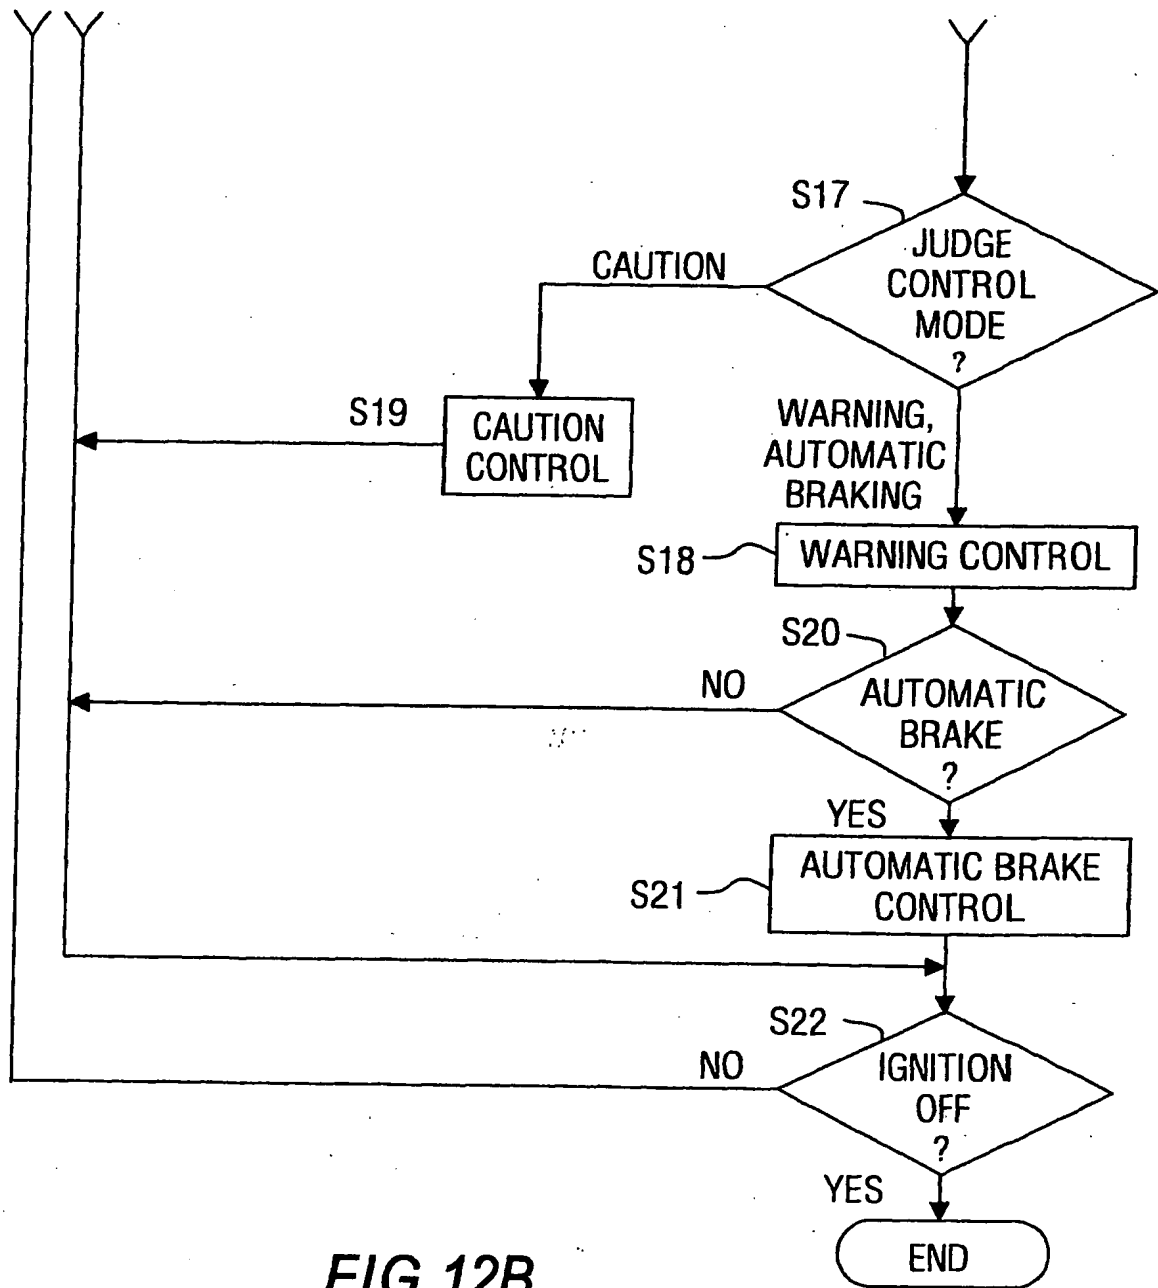 S17
JUDGE
CONTROL
MODE
?
CAUTION
S19
CAUTION
CONTROL
WARNING,
AUTOMATIC
BRAKING
S18
WARNING CONTROL
S20
NO
AUTOMATIC
BRAKE
?
YES
S21
AUTOMATIC BRAKE
CONTROL
S22
NO
IGNITION
OFF
?
YES
END
FIG.12B